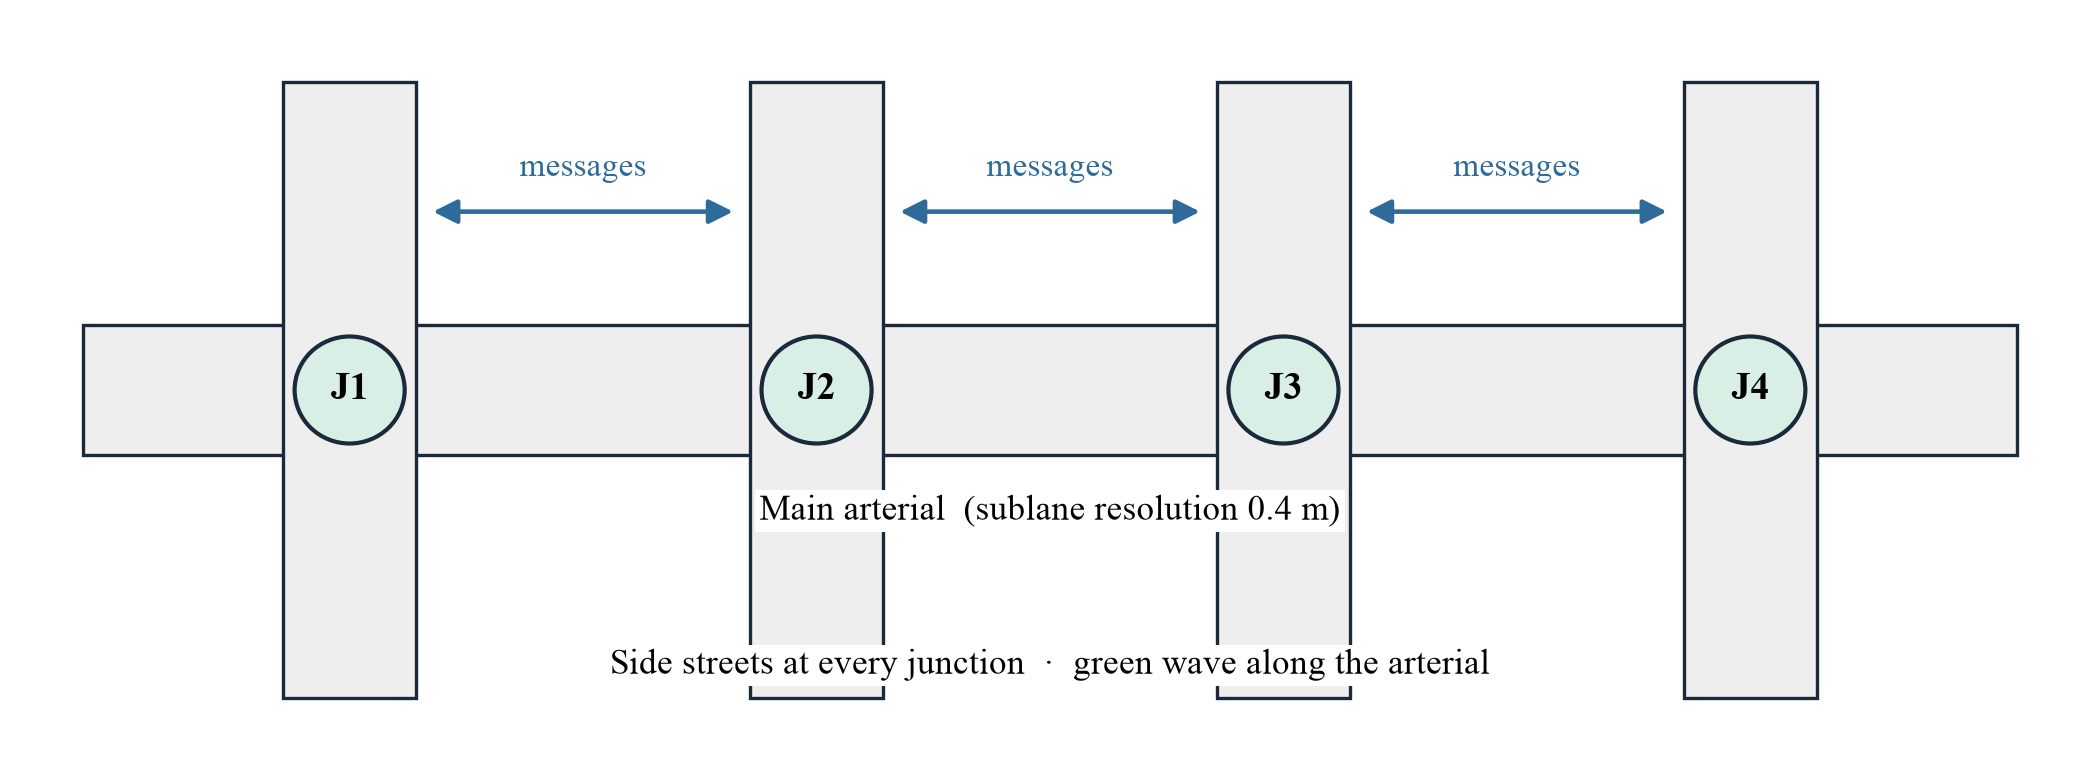 messages messages messages
J1 J2 J3 J4
Main arterial (sublane resolution 0.4 m)
Side streets at every junction · green wave along the arterial